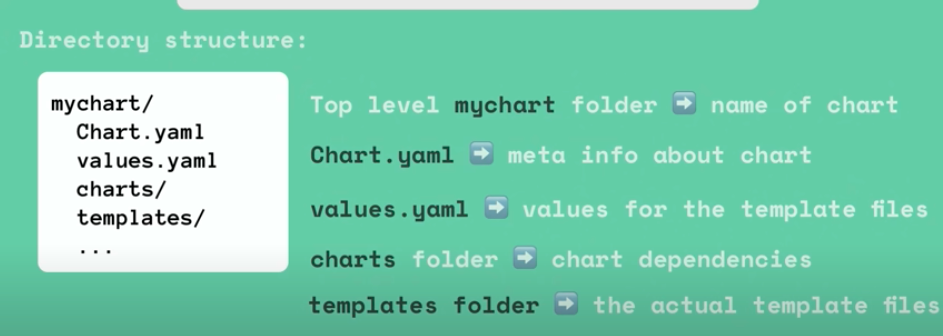 Directory structure:
mychart/
Chart.yaml
values.yaml
charts/
templates/
...
Top level mychart folder ➡ name of chart
Chart.yaml ➡ meta info about chart
values.yaml ➡ values for the template files
charts folder ➡ chart dependencies
templates folder ➡ the actual template files